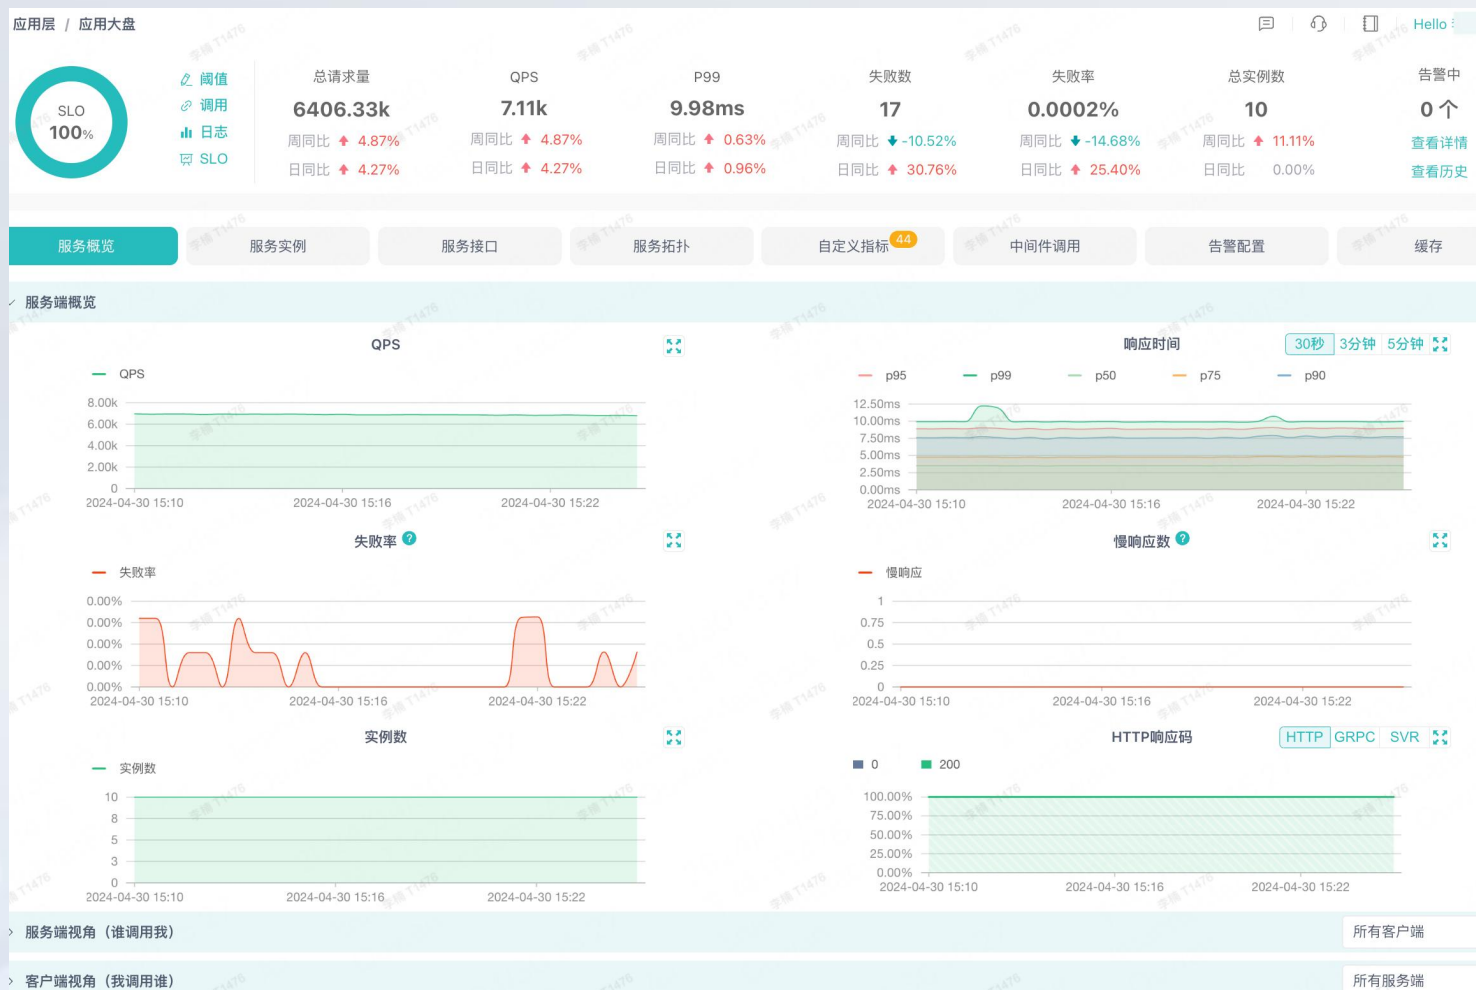 应用层 / 应用大盘
Hello
SLO
100%
阈值
调用
日志
SLO
总请求量
6406.33k
周同比 4.87%
日同比 4.27%
QPS
7.11k
周同比 4.87%
日同比 4.27%
P99
9.98ms
周同比 0.63%
日同比 0.96%
失败数
17
周同比 -10.52%
日同比 30.76%
失败率
0.0002%
周同比 -14.68%
日同比 25.40%
总实例数
10
周同比 11.11%
日同比 0.00%
告警中
0 个
查看详情
查看历史
服务概览
服务实例
服务接口
服务拓扑
自定义指标 44
中间件调用
告警配置
缓存
服务端概览
QPS
QPS
8.00k
6.00k
4.00k
2.00k
0
2024-04-30 15:10
2024-04-30 15:16
2024-04-30 15:22
响应时间
30秒 3分钟 5分钟
p95 p99 p50 p75 p90
12.50ms
10.00ms
7.50ms
5.00ms
2.50ms
0.00ms
2024-04-30 15:10
2024-04-30 15:16
2024-04-30 15:22
失败率 ?
失败率
0.00%
0.00%
0.00%
0.00%
0.00%
2024-04-30 15:10
2024-04-30 15:16
2024-04-30 15:22
慢响应数 ?
慢响应
1
0.75
0.5
0.25
0
2024-04-30 15:10
2024-04-30 15:16
2024-04-30 15:22
实例数
实例数
10
8
5
3
0
2024-04-30 15:10
2024-04-30 15:16
2024-04-30 15:22
HTTP响应码
HTTP GRPC SVR
0 200
100.00%
75.00%
50.00%
25.00%
0.00%
2024-04-30 15:10
2024-04-30 15:16
2024-04-30 15:22
服务端视角（谁调用我）
所有客户端
客户端视角（我调用谁）
所有服务端